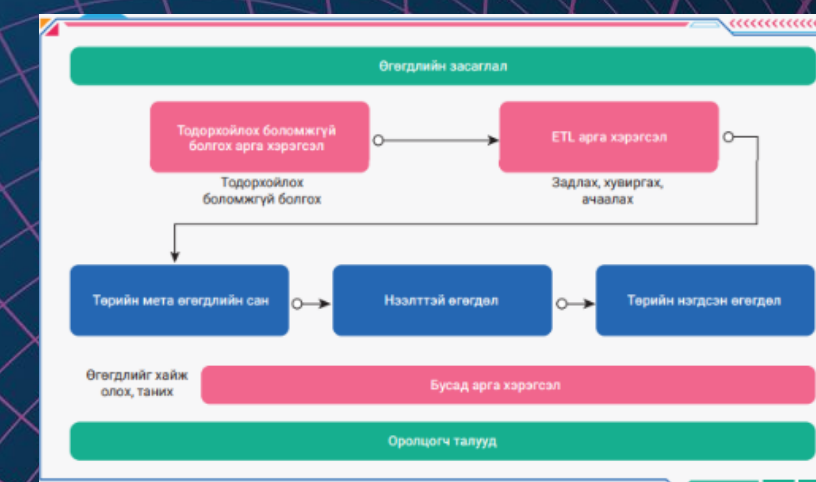 Өгөгдлийн засаглал
Тодорхойлох боломжгүй
болгох арга хэрэгсэл
ETL арга хэрэгсэл
Тодорхойлох
боломжгүй болгох
Задлах, хувиргах,
ачаалах
Төрийн мета өгөгдлийн сан
Нээлттэй өгөгдөл
Төрийн нэгдсэн өгөгдөл
Өгөгдлийг хайж
олох, таних
Бусад арга хэрэгсэл
Оролцогч талууд